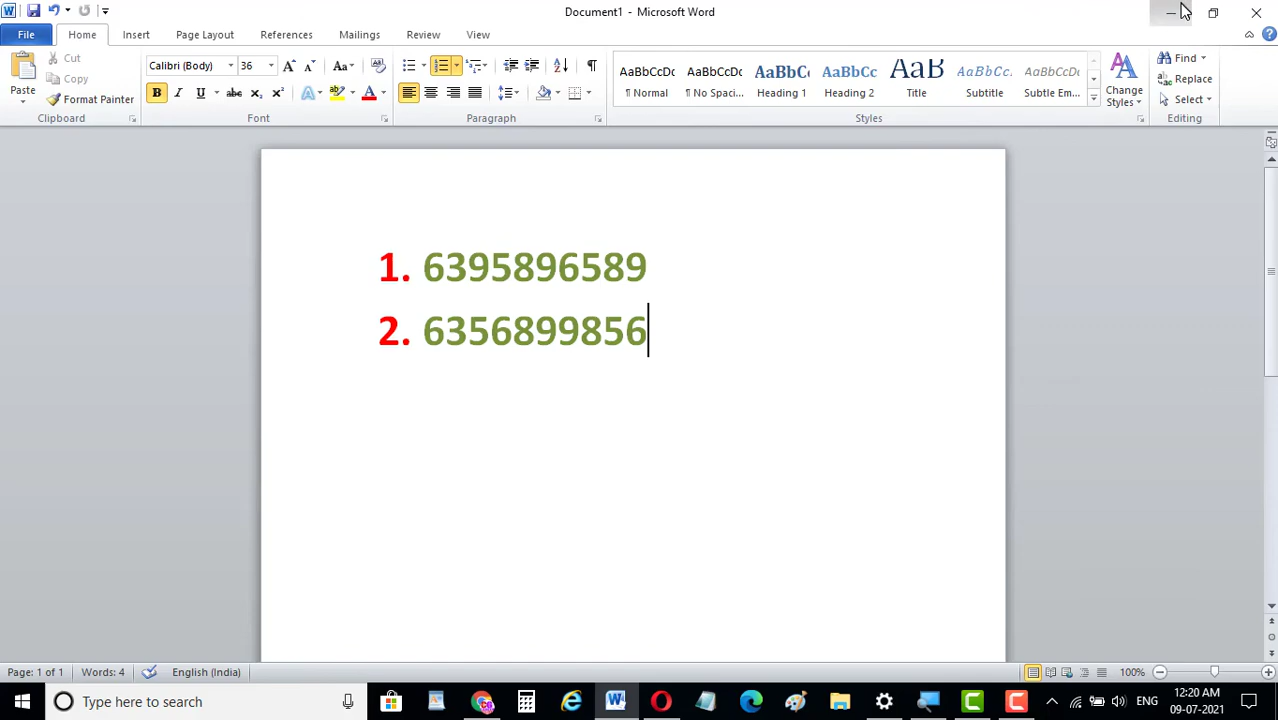 Document1 - Microsoft Word
File Home Insert Page Layout References Mailings Review View
Paste
Cut
Copy
Format Painter
Clipboard
Calibri (Body) 36
Font
Paragraph
AaBbCcDc AaBbCcDc AaBbCc AaBbCc AaB AaBbCc. AaBbCcDc
¶ Normal ¶ No Spaci... Heading 1 Heading 2 Title Subtitle Subtle Em...
Change Styles
Styles
Find
Replace
Select
Editing
1. 6395896589
2. 6356899856
Page: 1 of 1 Words: 4 English (India) 100%
Type here to search
ENG
12:20 AM
09-07-2021